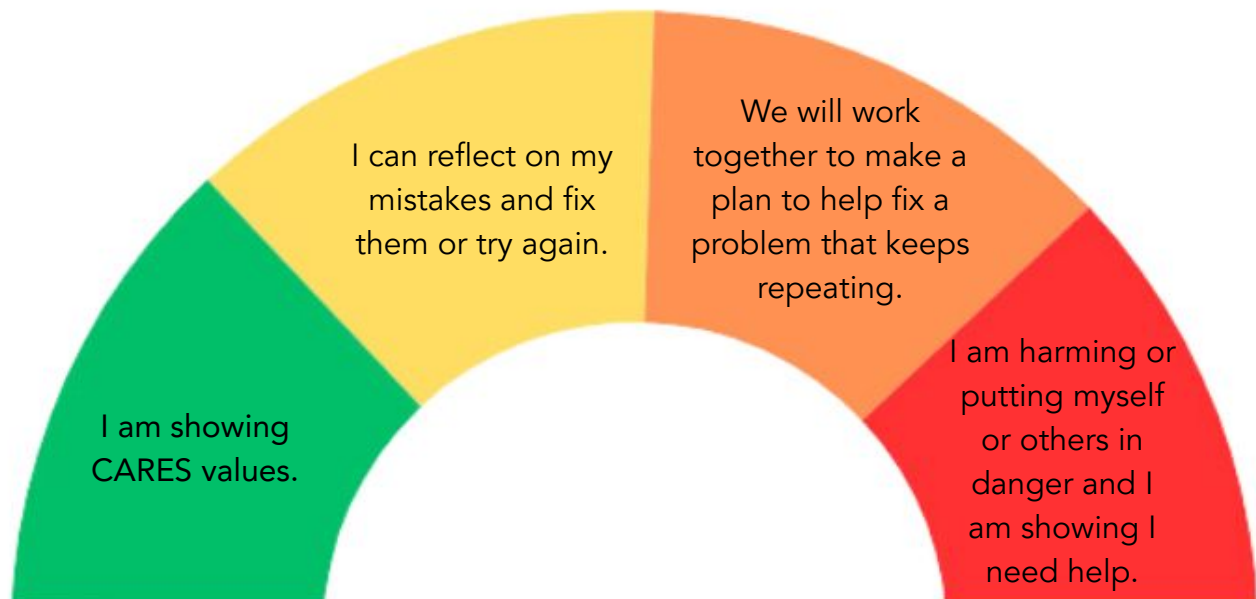 I am showing
CARES values.
I can reflect on my
mistakes and fix
them or try again.
We will work
together to make a
plan to help fix a
problem that keeps
repeating.
I am harming or
putting myself
or others in
danger and I
am showing I
need help.